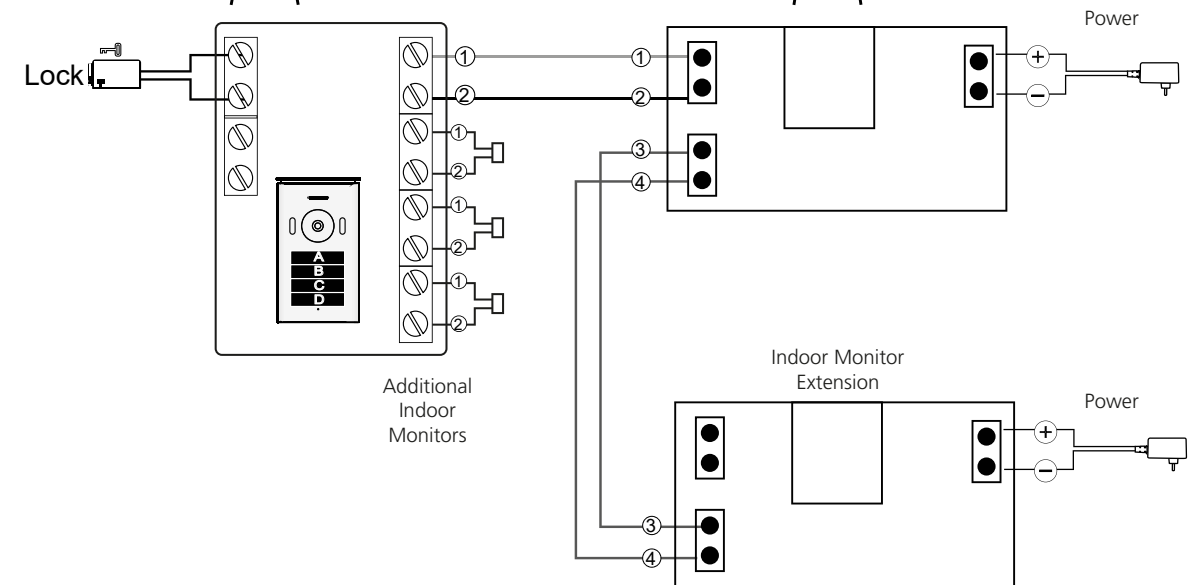 Power
Lock
1
1
+
2
2
−
1
2
3
4
1
2
1
2
A
B
C
D
Additional
Indoor
Monitors
Indoor Monitor
Extension
Power
+
−
3
4